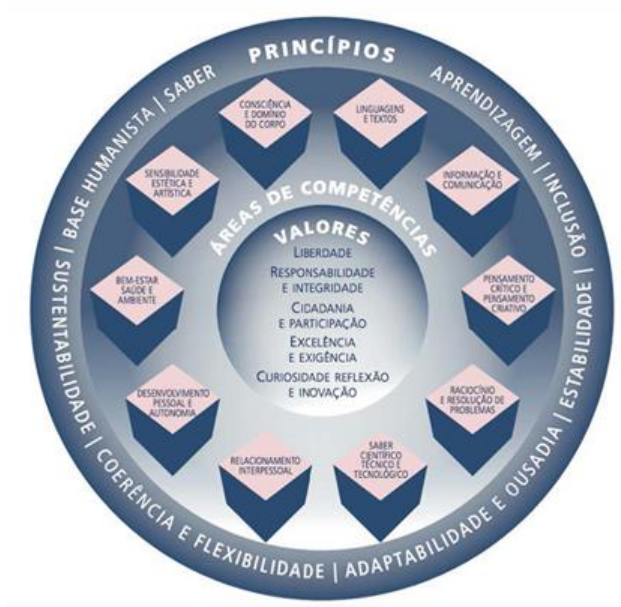 PRINCÍPIOS
BASE HUMANISTA | SABER
APRENDIZAGEM | INCLUSÃO | ESTABILIDADE | ADAPTABILIDADE E OUSADIA | COERÊNCIA E FLEXIBILIDADE | SUSTENTABILIDADE |
ÁREAS DE COMPETÊNCIAS
LINGUAGENS
E TEXTOS
INFORMAÇÃO E
COMUNICAÇÃO
PENSAMENTO
CRÍTICO E
PENSAMENTO
CRIATIVO
RACIOCÍNIO
E RESOLUÇÃO DE
PROBLEMAS
SABER
CIENTÍFICO
TÉCNICO E
TECNOLÓGICO
RELACIONAMENTO
INTERPESSOAL
DESENVOLVIMENTO
PESSOAL E
AUTONOMIA
BEM-ESTAR
SAÚDE E
AMBIENTE
SENSIBILIDADE
ESTÉTICA E
ARTÍSTICA
CONSCIÊNCIA
E DOMÍNIO
DO CORPO
VALORES
LIBERDADE
RESPONSABILIDADE
E INTEGRIDADE
CIDADANIA
E PARTICIPAÇÃO
EXCELÊNCIA
E EXIGÊNCIA
CURIOSIDADE REFLEXÃO
E INOVAÇÃO